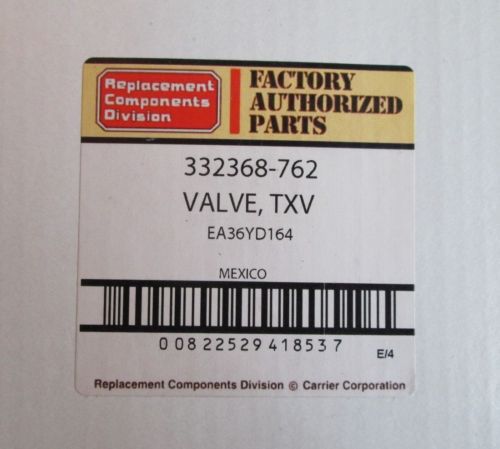 Replacement
Components
Division
FACTORY
AUTHORIZED
PARTS
332368-762
VALVE, TXV
EA36YD164
MEXICO
0 08 22529 41853 7
E/4
Replacement Components Division © Carrier Corporation